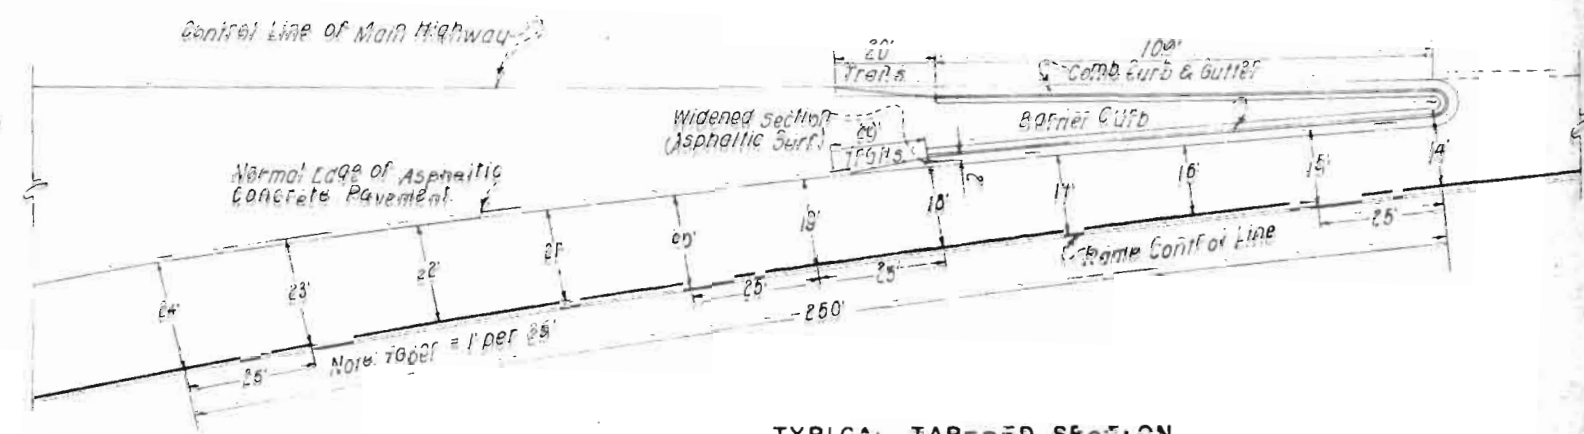 Control Line of Main Highway
20'
Trans.
100'
Comb. Curb & Gutter
Widened Section
(Asphaltic Surf.)
20'
Trans.
Barrier Curb
Normal Edge of Asphaltic
Concrete Pavement.
24'
23'
22'
21'
20'
19'
18'
2'
17'
16'
15'
14'
25'
25'
25'
25'
250'
Ramp Control Line
Note: Taper = 1' per 25'
TYPICAL TAPERED SECTION